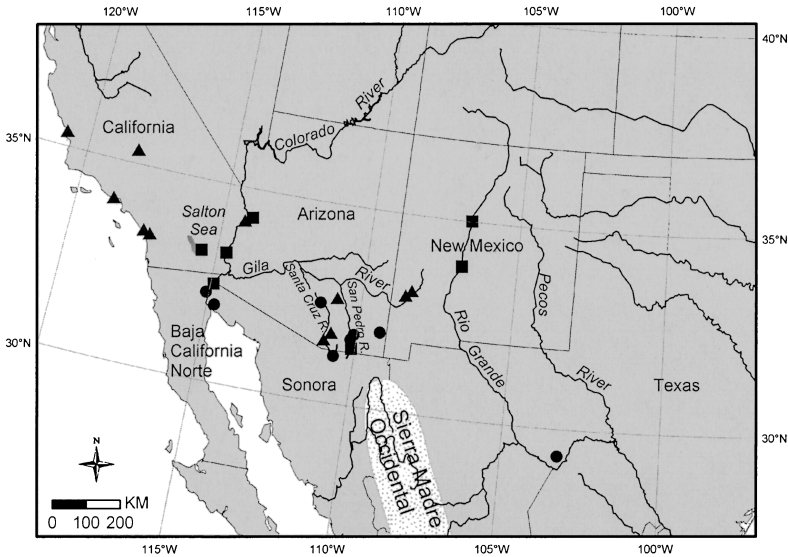 120°W 115°W 110°W 105°W 100°W
40°N
River
California
Colorado
35°N
Salton
Sea
Arizona
35°N
New Mexico
Gila
River
Santa Cruz R.
San Pedro R.
Pecos
River
Rio
Grande
Baja
California
Norte
30°N
Sonora
Texas
Sierra Madre
Occidental
30°N
N
KM
0 100 200
115°W 110°W 105°W 100°W